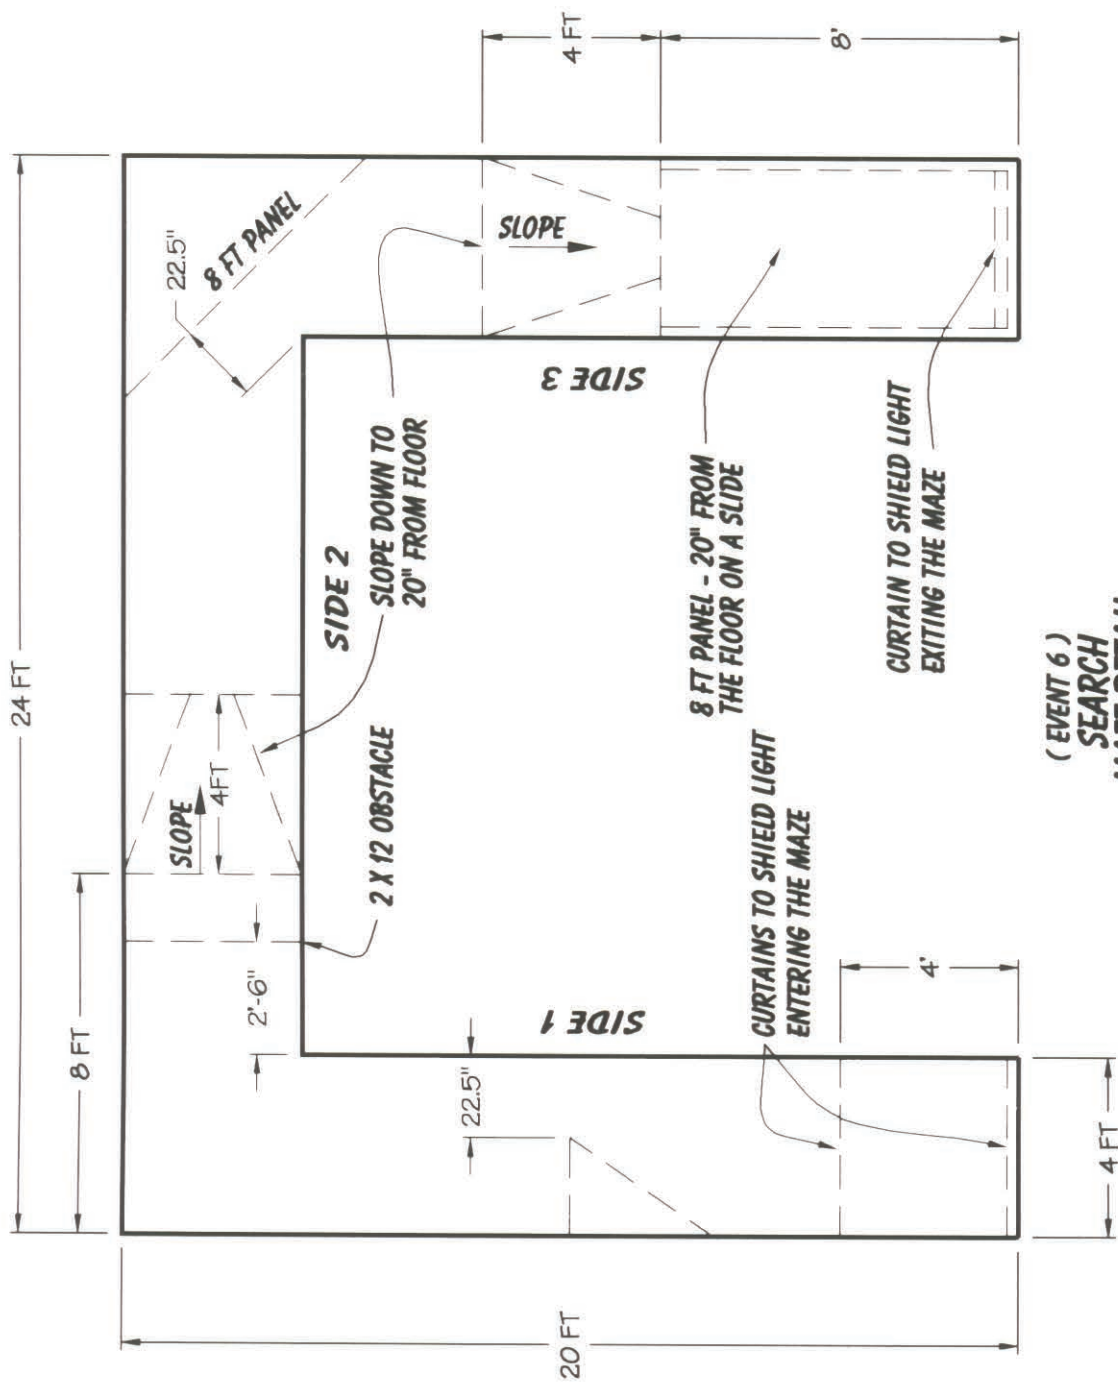 24 FT
8 FT
SLOPE
4FT
2'-6"
2 X 12 OBSTACLE
SIDE 2
SLOPE DOWN TO
20" FROM FLOOR
22.5"
8 FT PANEL
4 FT
8'
SLOPE
SIDE 3
8 FT PANEL - 20" FROM
THE FLOOR ON A SLIDE
CURTAIN TO SHIELD LIGHT
EXITING THE MAZE
SIDE 1
22.5"
CURTAINS TO SHIELD LIGHT
ENTERING THE MAZE
4'
4 FT
20 FT
( EVENT 6 )
SEARCH